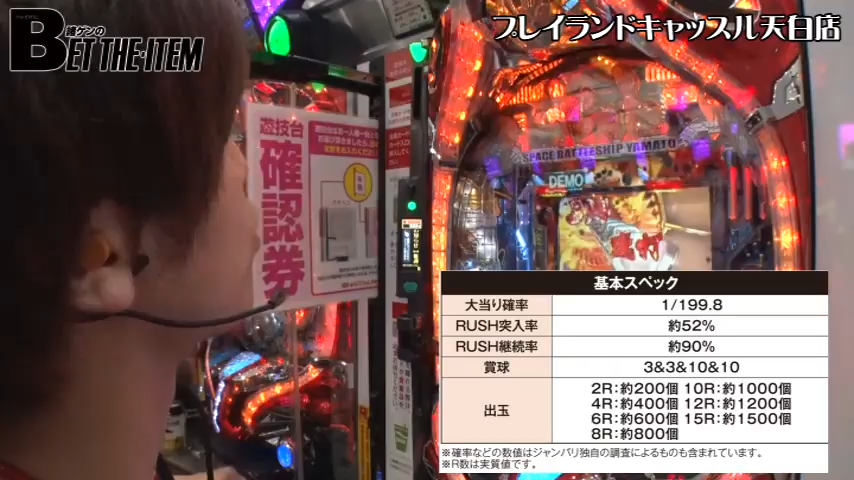 雄ゲンの
BET THE・ITEM
プレイランドキャッスル天白店
遊技台
確認券
SPACE BATTLESHIP YAMATO
DEMO
基本スペック
大当り確率 1/199.8
RUSH突入率 約52%
RUSH継続率 約90%
賞球 3&3&10&10
出玉
2R：約200個 10R：約1000個
4R：約400個 12R：約1200個
6R：約600個 15R：約1500個
8R：約800個
※確率などの数値はジャンバリ独自の調査によるものも含まれています。
※R数は実質値です。